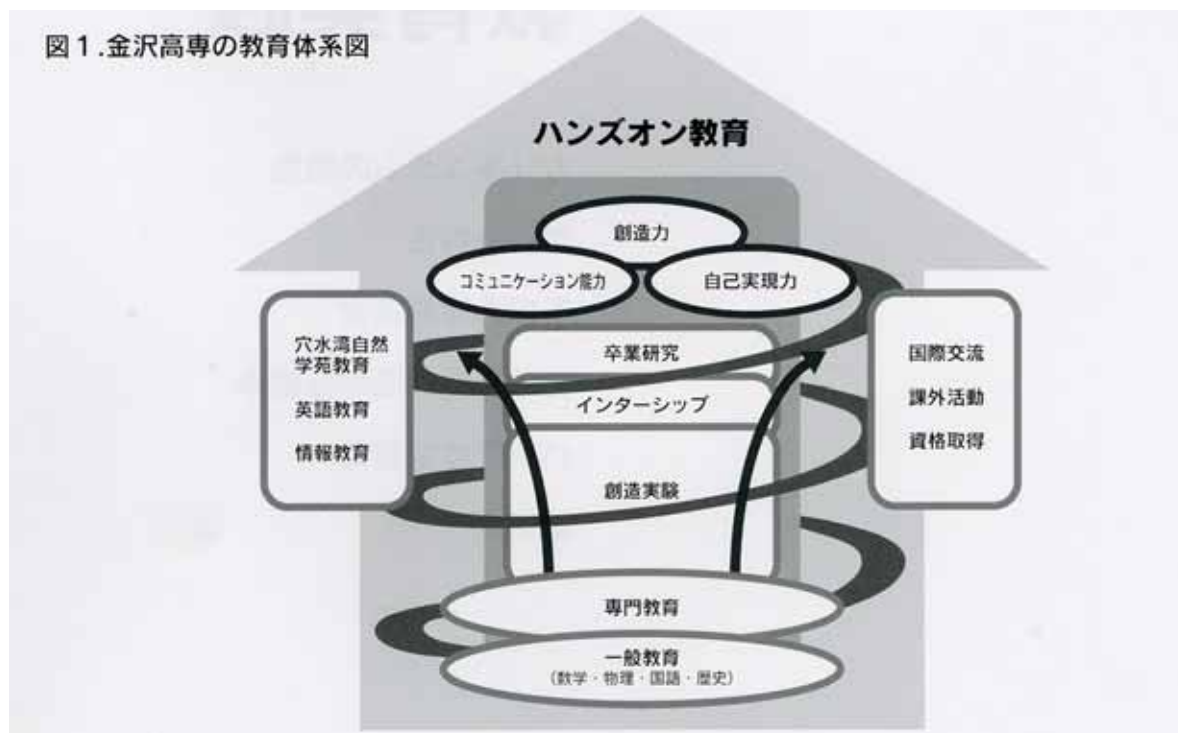 図1.金沢高専の教育体系図
ハンズオン教育
創造力
コミュニケーション能力
自己実現力
穴水湾自然
学苑教育
英語教育
情報教育
卒業研究
インターシップ
創造実験
国際交流
課外活動
資格取得
専門教育
一般教育
(数学・物理・国語・歴史)